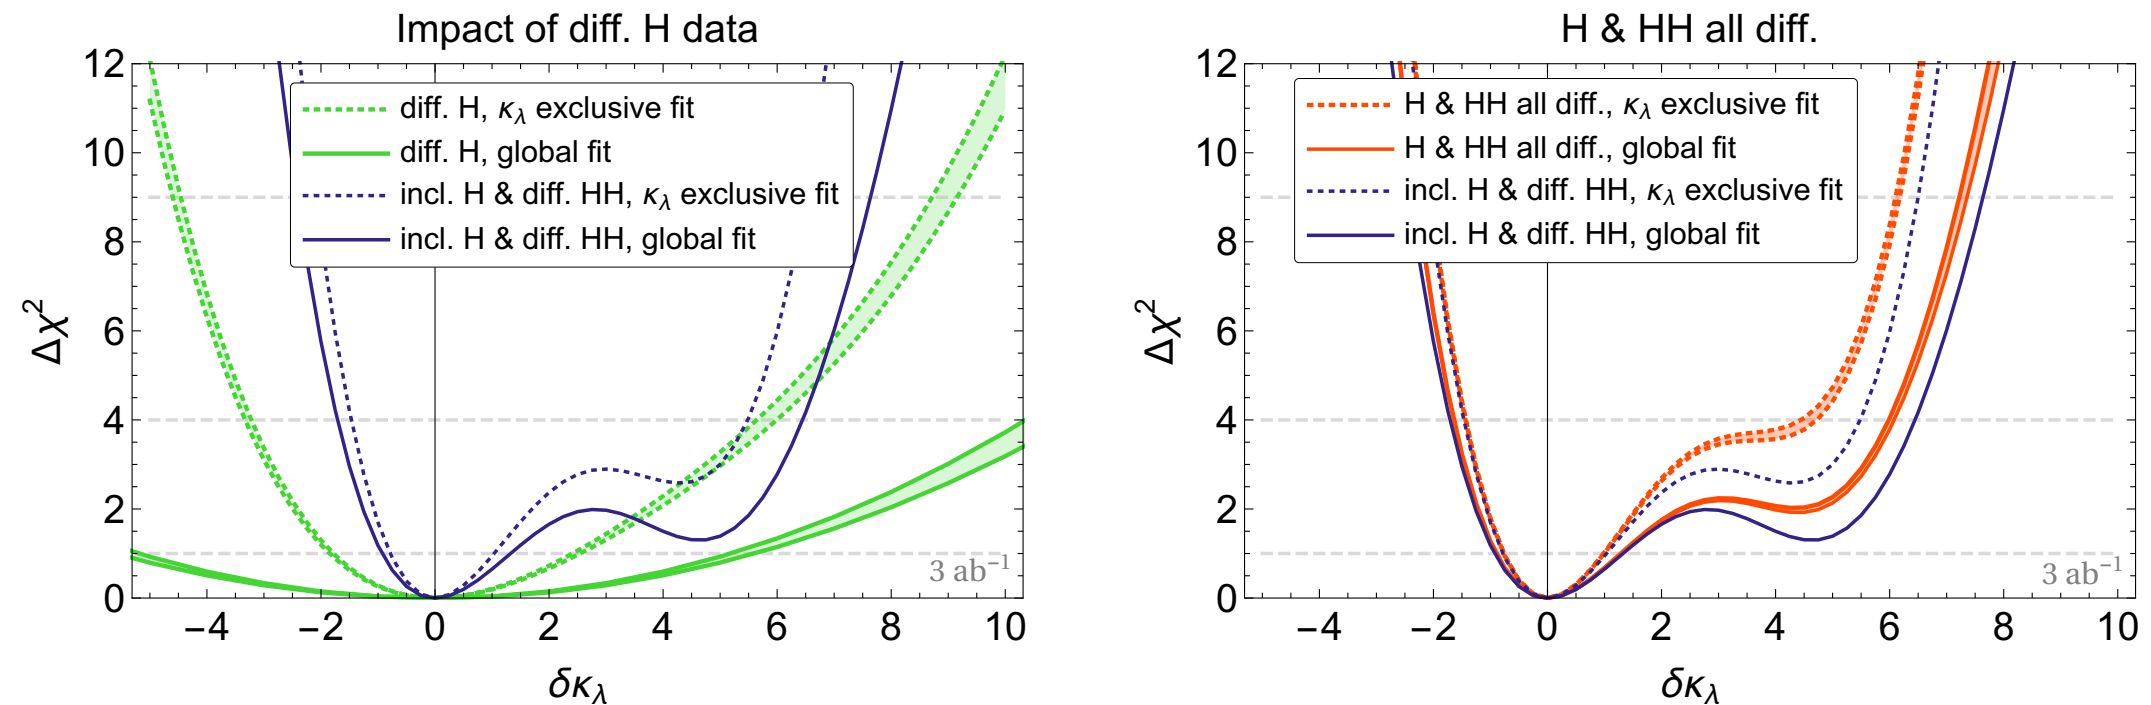 Impact of diff. H data
12
10
8
6
4
2
0
Δχ²
diff. H, κλ exclusive fit
diff. H, global fit
incl. H & diff. HH, κλ exclusive fit
incl. H & diff. HH, global fit
3 ab⁻¹
−4 −2 0 2 4 6 8 10
δκλ
H & HH all diff.
12
10
8
6
4
2
0
Δχ²
H & HH all diff., κλ exclusive fit
H & HH all diff., global fit
incl. H & diff. HH, κλ exclusive fit
incl. H & diff. HH, global fit
3 ab⁻¹
−4 −2 0 2 4 6 8 10
δκλ